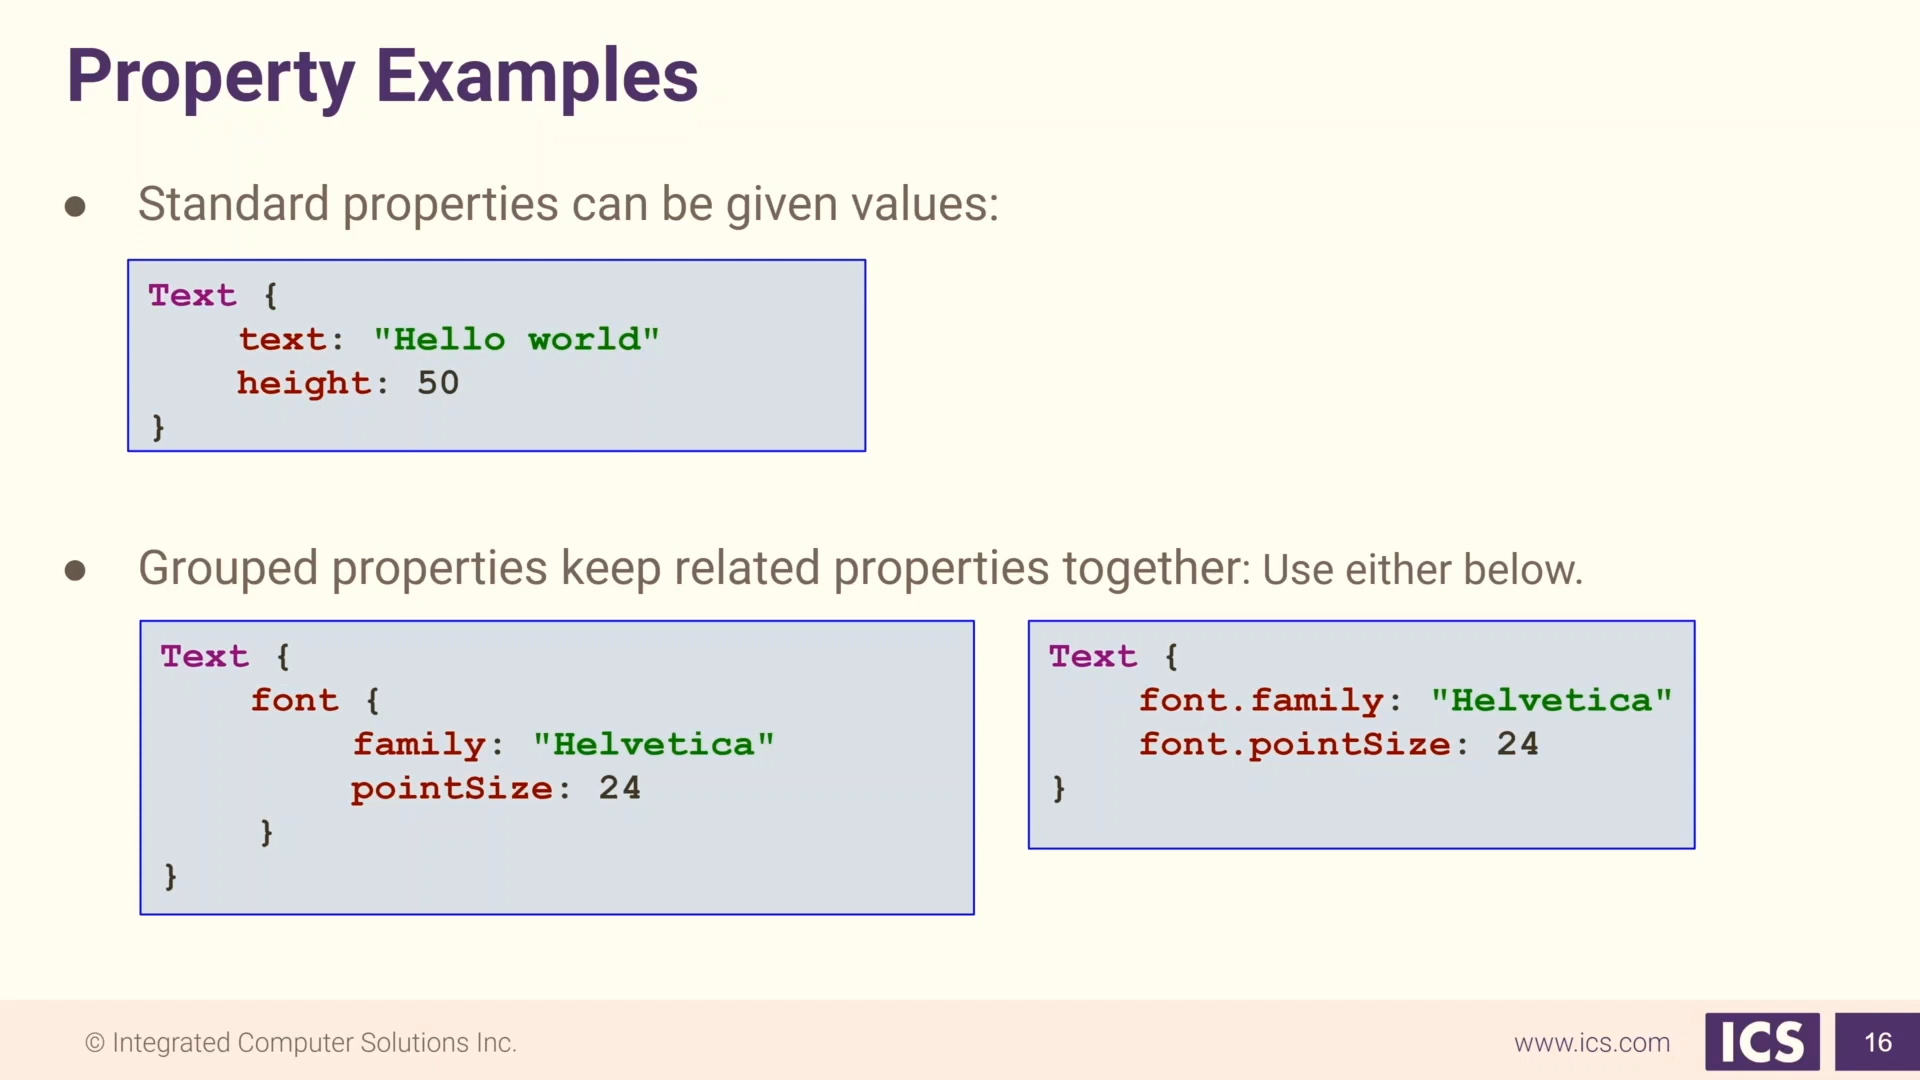 Property Examples
● Standard properties can be given values:
Text {
text: "Hello world"
height: 50
}
● Grouped properties keep related properties together: Use either below.
Text {
font {
family: "Helvetica"
pointSize: 24
}
}
Text {
font.family: "Helvetica"
font.pointSize: 24
}
© Integrated Computer Solutions Inc.
www.ics.com
ICS
16